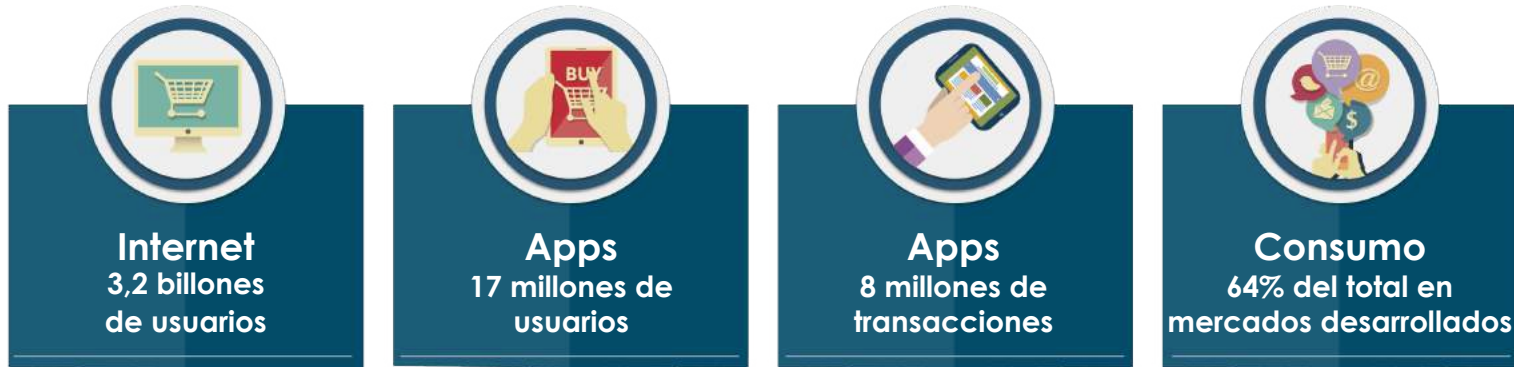 BUY
@
$
Internet
3,2 billones
de usuarios
Apps
17 millones de
usuarios
Apps
8 millones de
transacciones
Consumo
64% del total en
mercados desarrollados